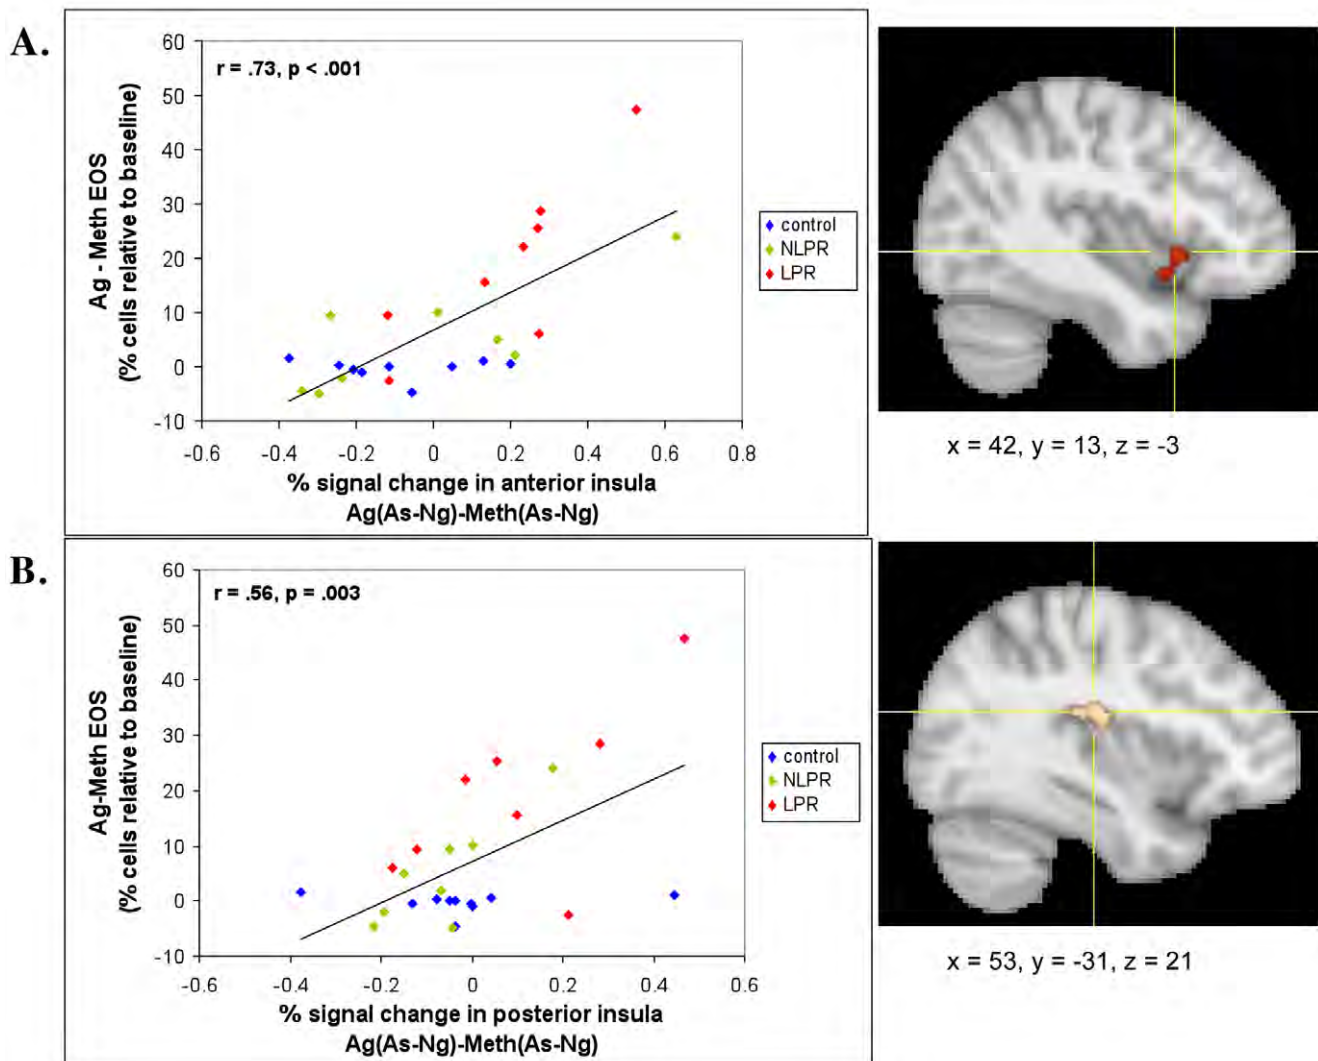 A.
60
50
40
30
20
10
0
-10
r = .73, p < .001
Ag - Meth EOS
(% cells relative to baseline)
control
NLPR
LPR
-0.6 -0.4 -0.2 0 0.2 0.4 0.6 0.8
% signal change in anterior insula
Ag(As-Ng)-Meth(As-Ng)
x = 42, y = 13, z = -3
B.
60
50
40
30
20
10
0
-10
r = .56, p = .003
Ag-Meth EOS
(% cells relative to baseline)
control
NLPR
LPR
-0.6 -0.4 -0.2 0 0.2 0.4 0.6
% signal change in posterior insula
Ag(As-Ng)-Meth(As-Ng)
x = 53, y = -31, z = 21